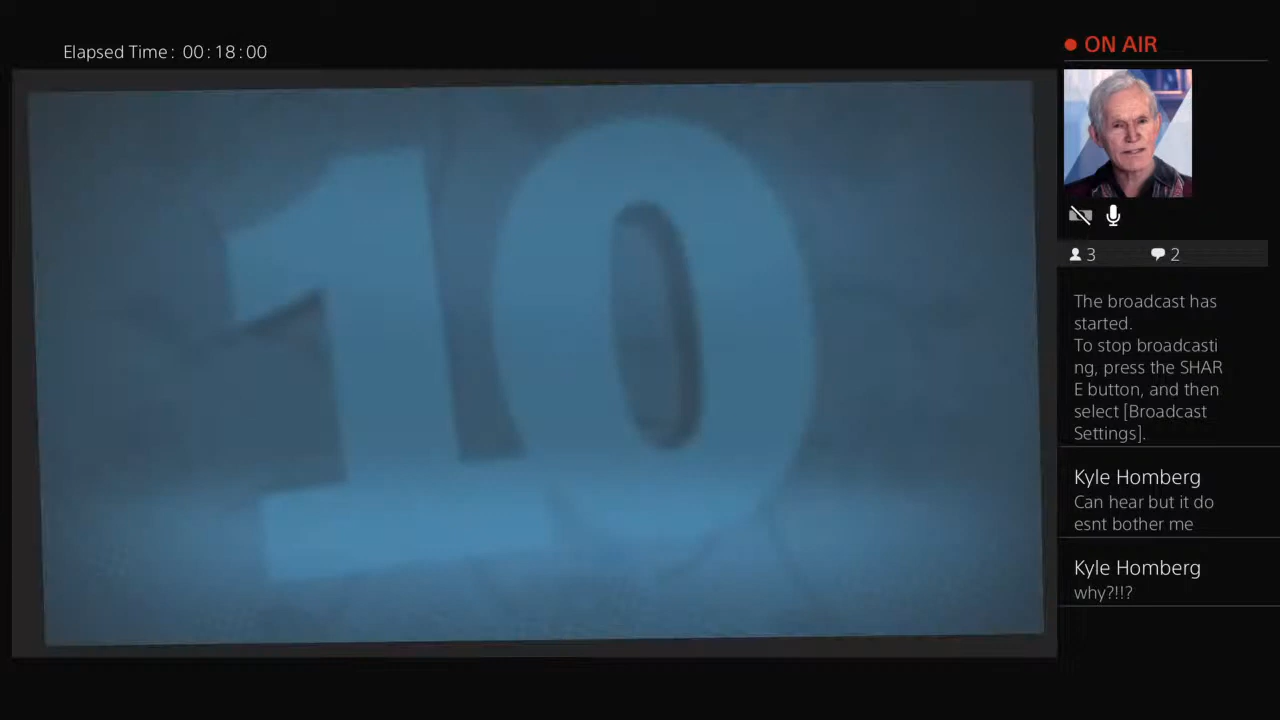 Elapsed Time: 00:18:00
ON AIR
10
3 2
The broadcast has
started.
To stop broadcasti
ng, press the SHAR
E button, and then
select [Broadcast
Settings].
Kyle Homberg
Can hear but it do
esnt bother me
Kyle Homberg
why?!!?